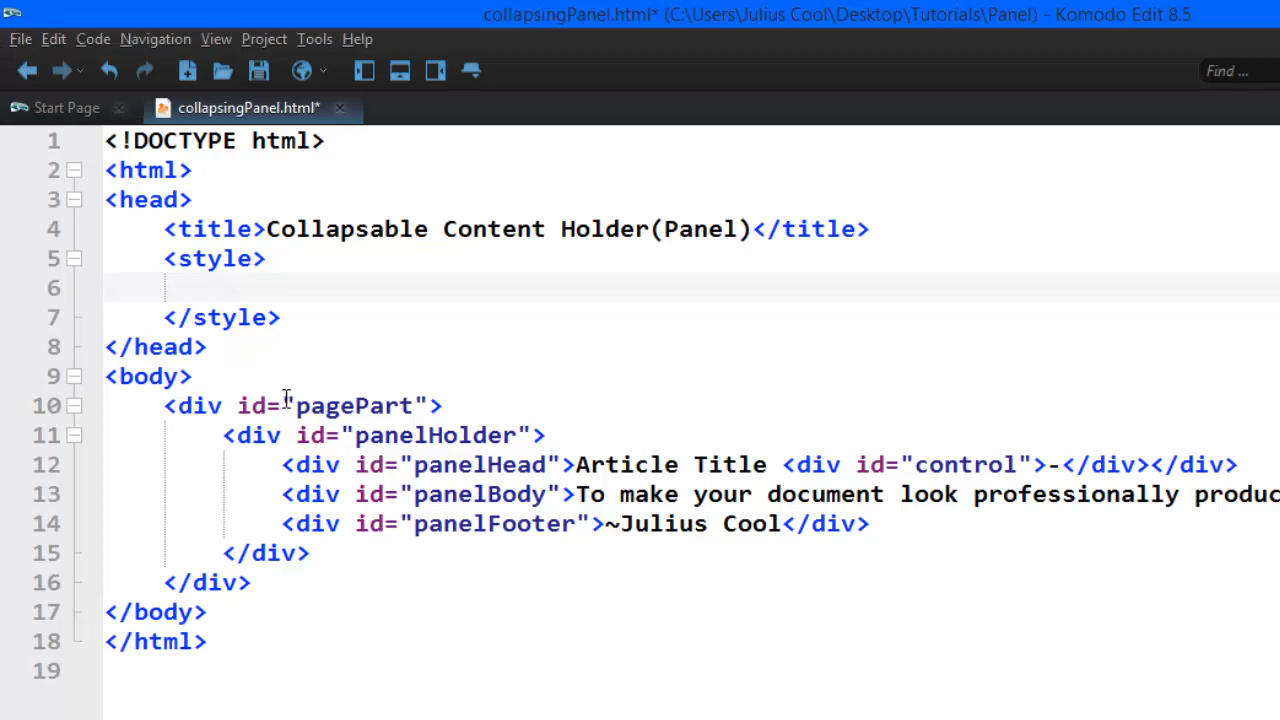 collapsingPanel.html* (C:\Users\Julius Cool\Desktop\Tutorials\Panel) - Komodo Edit 8.5
File Edit Code Navigation View Project Tools Help
Find ...
Start Page collapsingPanel.html*
1 <!DOCTYPE html>
2 <html>
3 <head>
4 <title>Collapsable Content Holder(Panel)</title>
5 <style>
6
7 </style>
8 </head>
9 <body>
10 <div id="pagePart">
11 <div id="panelHolder">
12 <div id="panelHead">Article Title <div id="control">-</div></div>
13 <div id="panelBody">To make your document look professionally produc
14 <div id="panelFooter">~Julius Cool</div>
15 </div>
16 </div>
17 </body>
18 </html>
19